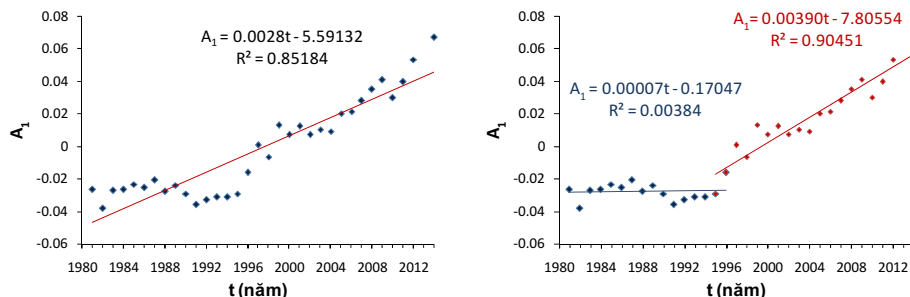 A₁ = 0.0028t - 5.59132
R² = 0.85184
0.08
0.06
0.04
0.02
0
-0.02
-0.04
-0.06
A₁
1980 1984 1988 1992 1996 2000 2004 2008 2012
t (năm)
A₁= 0.00390t - 7.80554
R² = 0.90451
A₁ = 0.00007t - 0.17047
R² = 0.00384
0.08
0.06
0.04
0.02
0
-0.02
-0.04
-0.06
A₁
1980 1984 1988 1992 1996 2000 2004 2008 2012
t (năm)